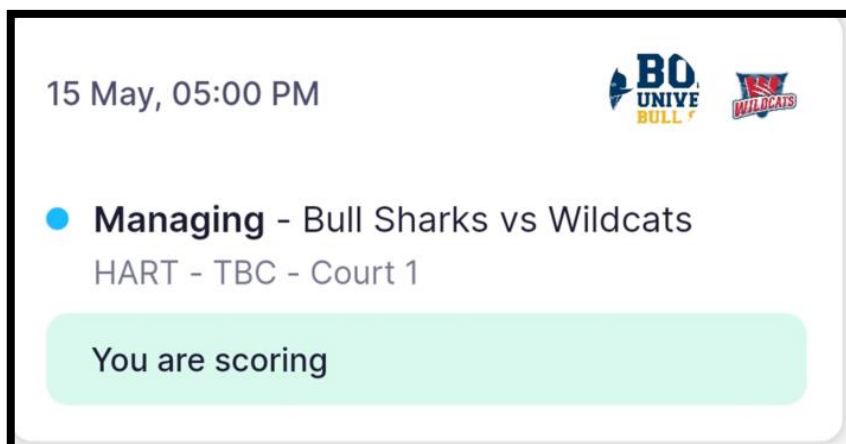 15 May, 05:00 PM
BO
UNIVE
BULL
WILDCATS
Managing - Bull Sharks vs Wildcats
HART - TBC - Court 1
You are scoring